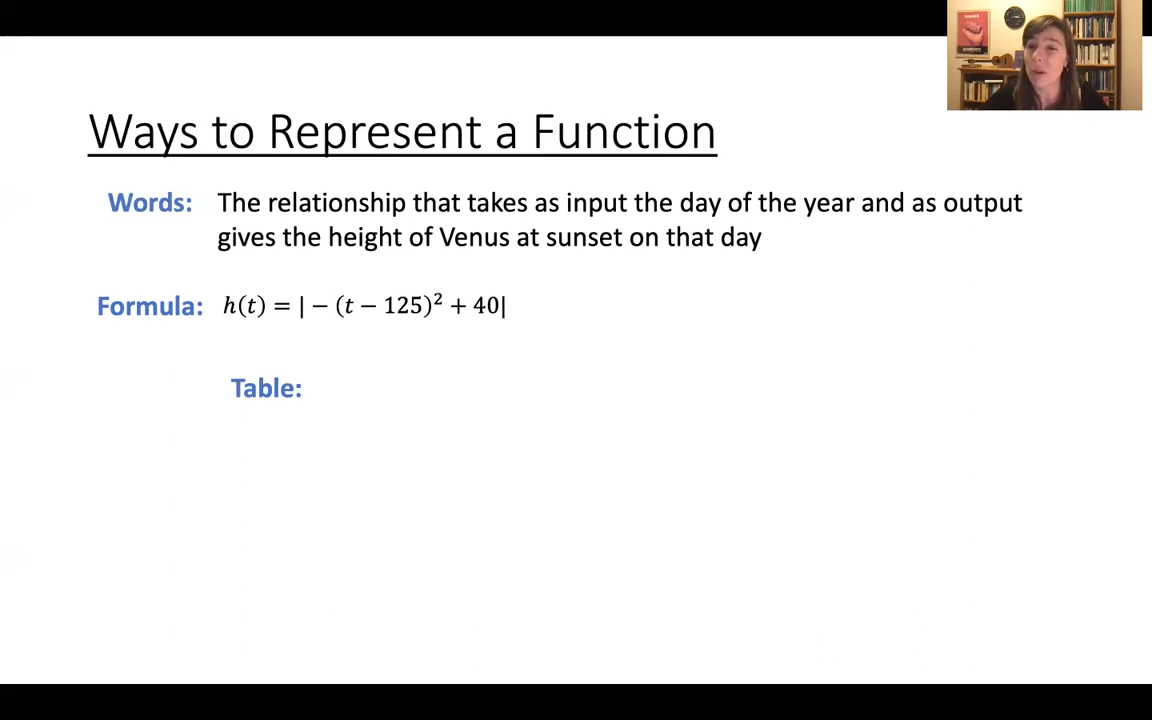 Ways to Represent a Function
Words: The relationship that takes as input the day of the year and as output
gives the height of Venus at sunset on that day
Formula: h(t) = | − (t − 125)² + 40|
Table: